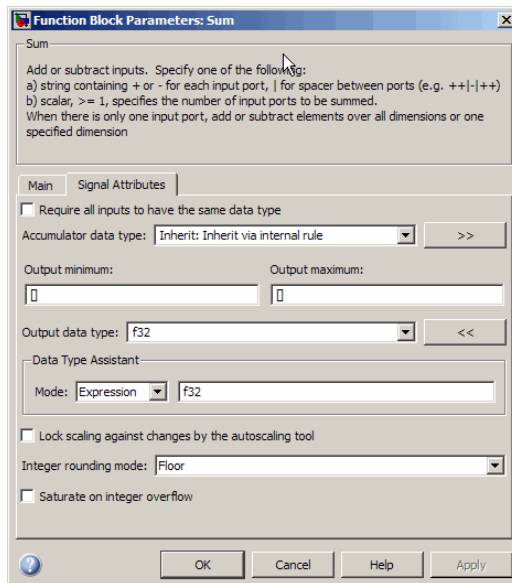 Function Block Parameters: Sum
Sum
Add or subtract inputs. Specify one of the following:
a) string containing + or - for each input port, | for spacer between ports (e.g. ++|-|++)
b) scalar, >= 1, specifies the number of input ports to be summed.
When there is only one input port, add or subtract elements over all dimensions or one
specified dimension
Main Signal Attributes
Require all inputs to have the same data type
Accumulator data type: Inherit: Inherit via internal rule >>
Output minimum: Output maximum:
[] []
Output data type: f32 <<
Data Type Assistant
Mode: Expression f32
Lock scaling against changes by the autoscaling tool
Integer rounding mode: Floor
Saturate on integer overflow
? OK Cancel Help Apply